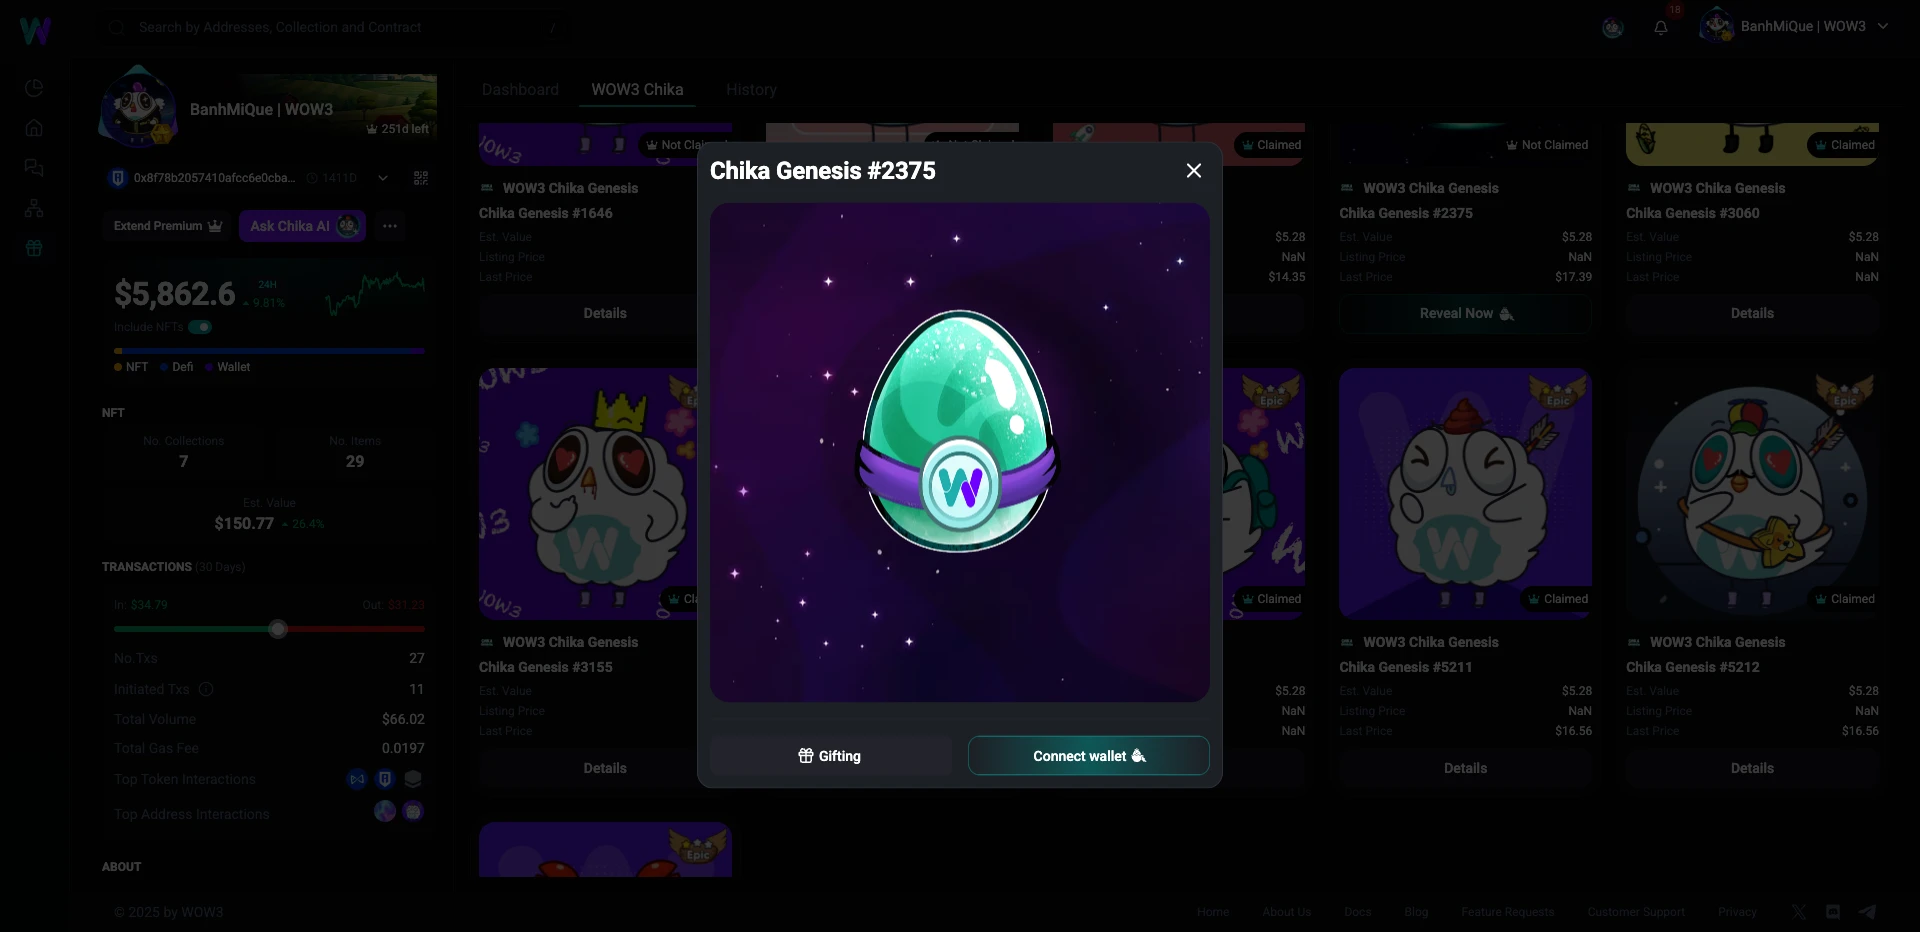 Search by Addresses, Collection and Contract
/
18
BanhMiQue | WOW3
BanhMiQue | WOW3
251d left
0x8f78b2057410afcc6e0cba...
1411D
Extend Premium
Ask Chika AI
$5,862.6
24H
9.81%
Include NFTs
NFT
Defi
Wallet
NFT
No. Collections
No. Items
7
29
Est. Value
$150.77
26.4%
TRANSACTIONS (30 Days)
In: $34.79
Out: $31.23
No.Txs
27
Initiated Txs
11
Total Volume
$66.02
Total Gas Fee
0.0197
Top Token Interactions
Top Address Interactions
ABOUT
Dashboard
WOW3 Chika
History
Claimed
Not Claimed
Claimed
WOW3 Chika Genesis
Chika Genesis #1646
Est. Value
Listing Price
Last Price
Details
$5.28
NaN
$14.35
WOW3 Chika Genesis
Chika Genesis #2375
Est. Value
$5.28
Listing Price
NaN
Last Price
$17.39
Reveal Now
WOW3 Chika Genesis
Chika Genesis #3060
Est. Value
$5.28
Listing Price
NaN
Last Price
NaN
Details
Chika Genesis #2375
Gifting
Connect wallet
WOW3 Chika Genesis
Chika Genesis #3155
Est. Value
Listing Price
Last Price
Details
Epic
Claimed
$5.28
NaN
NaN
Epic
Claimed
WOW3 Chika Genesis
Chika Genesis #5211
Est. Value
$5.28
Listing Price
NaN
Last Price
$16.56
Details
Epic
Claimed
WOW3 Chika Genesis
Chika Genesis #5212
Est. Value
$5.28
Listing Price
NaN
Last Price
$16.56
Details
Epic
© 2025 by WOW3
Home
About Us
Docs
Blog
Feature Requests
Customer Support
Privacy